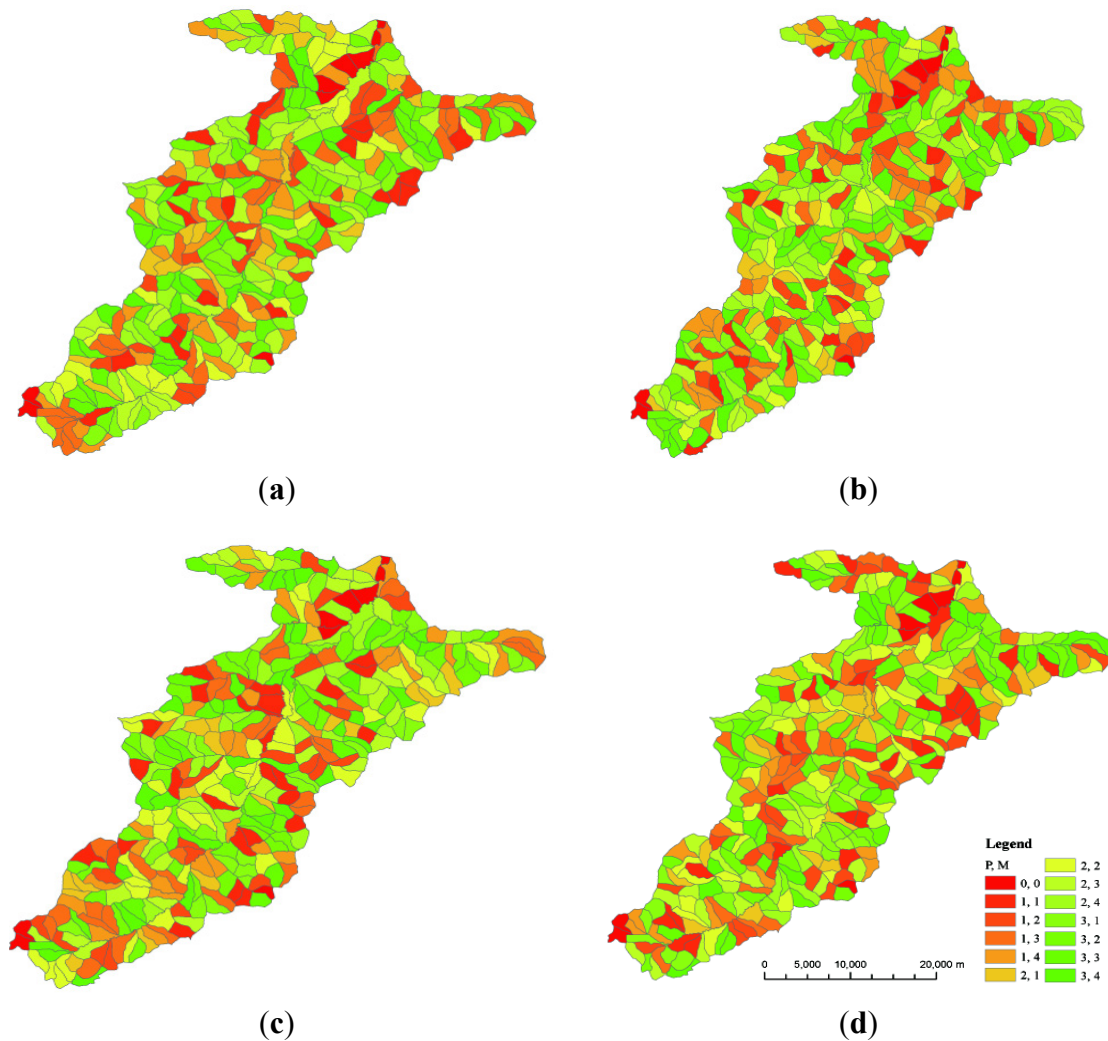 (a)
(b)
(c)
(d)
Legend
P, M
0, 0
1, 1
1, 2
1, 3
1, 4
2, 1
2, 2
2, 3
2, 4
3, 1
3, 2
3, 3
3, 4
0 5,000 10,000 20,000 m